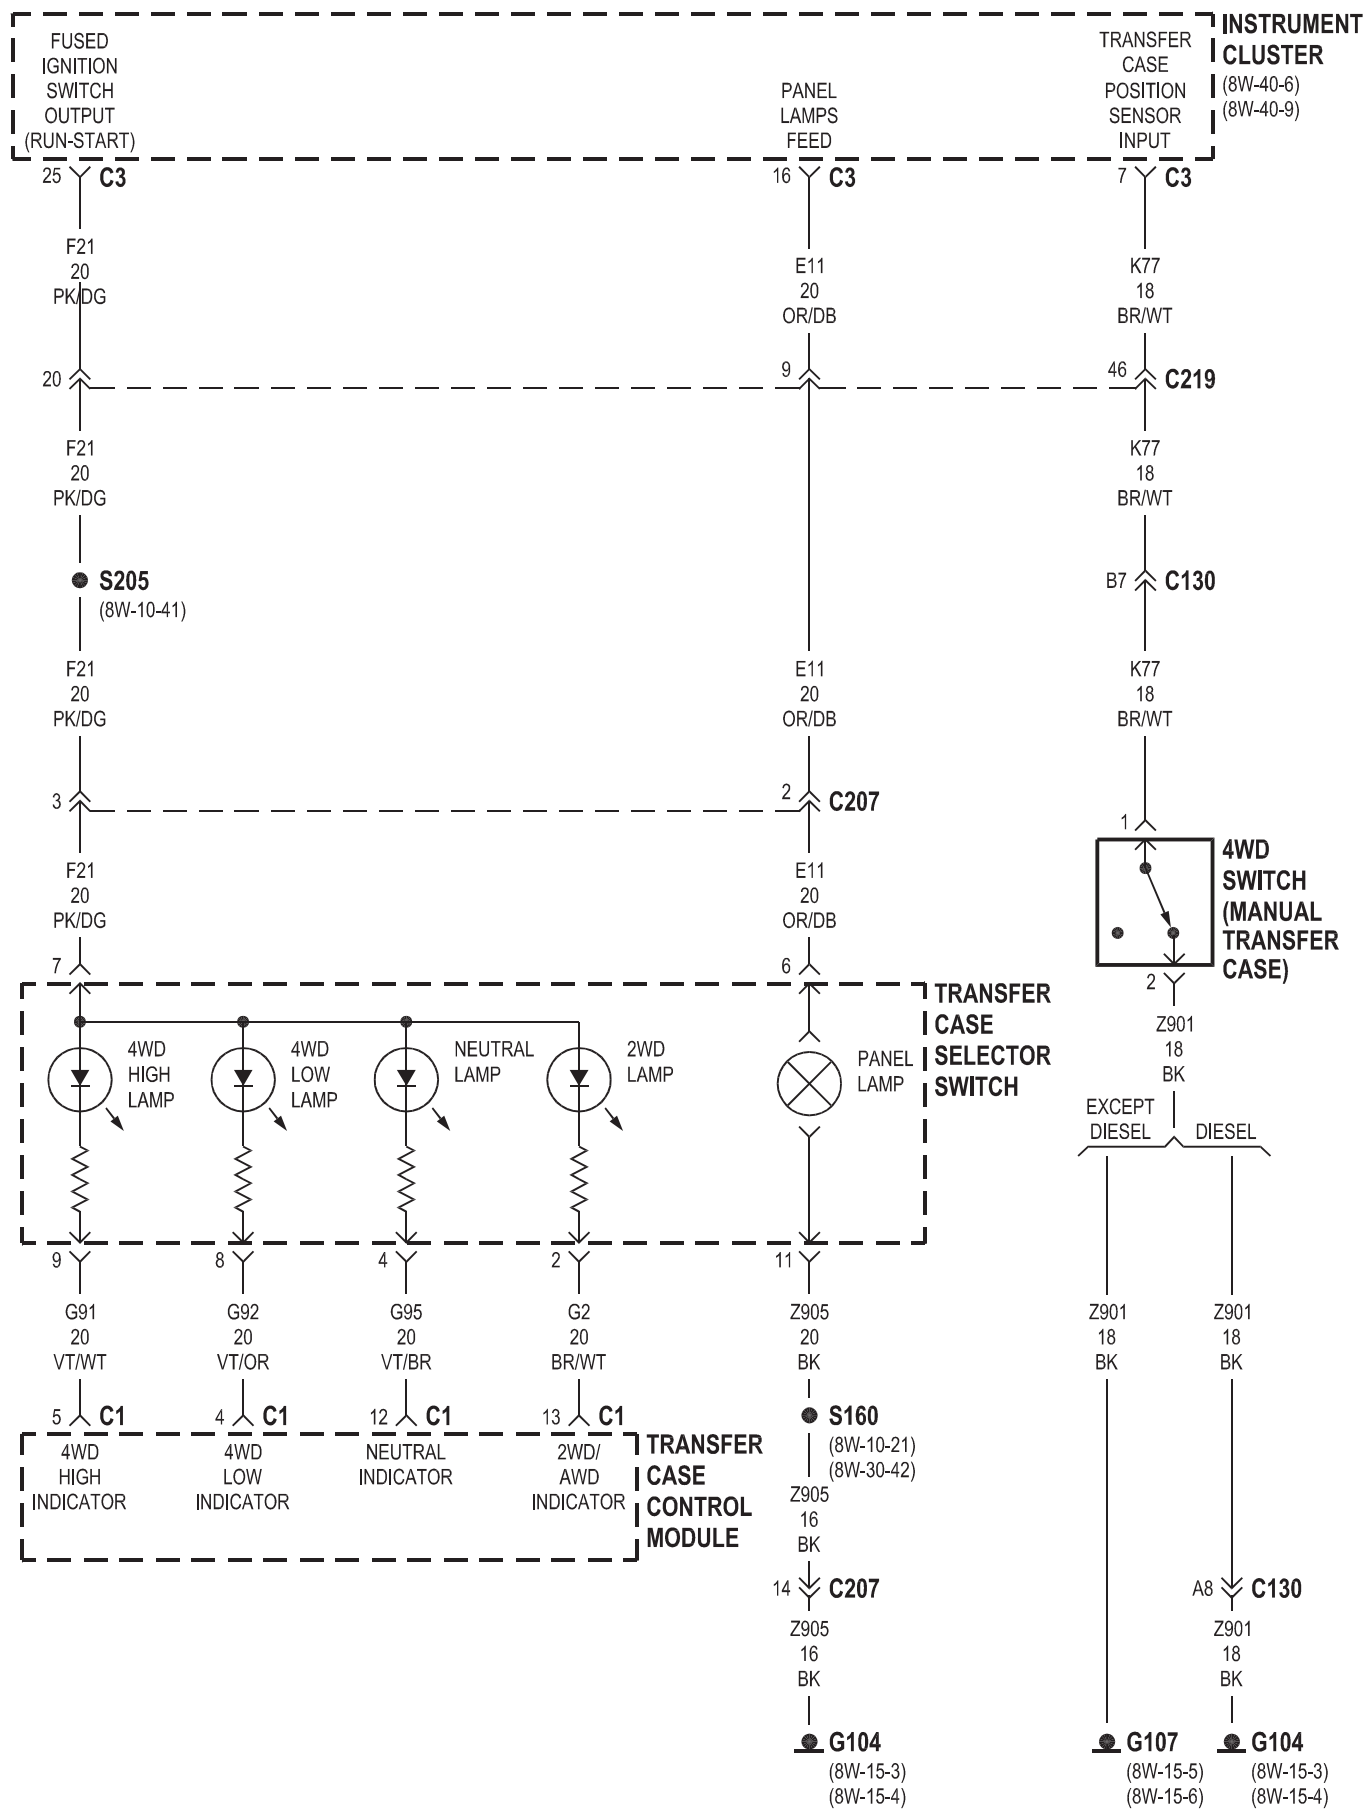 INSTRUMENT
CLUSTER
(8W-40-6)
(8W-40-9)
FUSED
IGNITION
SWITCH
OUTPUT
(RUN-START)
PANEL
LAMPS
FEED
TRANSFER
CASE
POSITION
SENSOR
INPUT
25 C3
16 C3
7 C3
F21
20
PK/DG
E11
20
OR/DB
K77
18
BR/WT
20
9
46 C219
F21
20
PK/DG
K77
18
BR/WT
S205
(8W-10-41)
B7 C130
F21
20
PK/DG
E11
20
OR/DB
K77
18
BR/WT
3
2 C207
1
4WD
SWITCH
(MANUAL
TRANSFER
CASE)
2
F21
20
PK/DG
E11
20
OR/DB
7
6
TRANSFER
CASE
SELECTOR
SWITCH
4WD
HIGH
LAMP
4WD
LOW
LAMP
NEUTRAL
LAMP
2WD
LAMP
PANEL
LAMP
Z901
18
BK
EXCEPT
DIESEL
DIESEL
9
8
4
2
11
G91
20
VT/WT
G92
20
VT/OR
G95
20
VT/BR
G2
20
BR/WT
Z905
20
BK
Z901
18
BK
Z901
18
BK
5 C1
4 C1
12 C1
13 C1
S160
(8W-10-21)
(8W-30-42)
4WD
HIGH
INDICATOR
4WD
LOW
INDICATOR
NEUTRAL
INDICATOR
2WD/
AWD
INDICATOR
TRANSFER
CASE
CONTROL
MODULE
Z905
16
BK
14 C207
A8 C130
Z905
16
BK
Z901
18
BK
G104
(8W-15-3)
(8W-15-4)
G107
(8W-15-5)
(8W-15-6)
G104
(8W-15-3)
(8W-15-4)